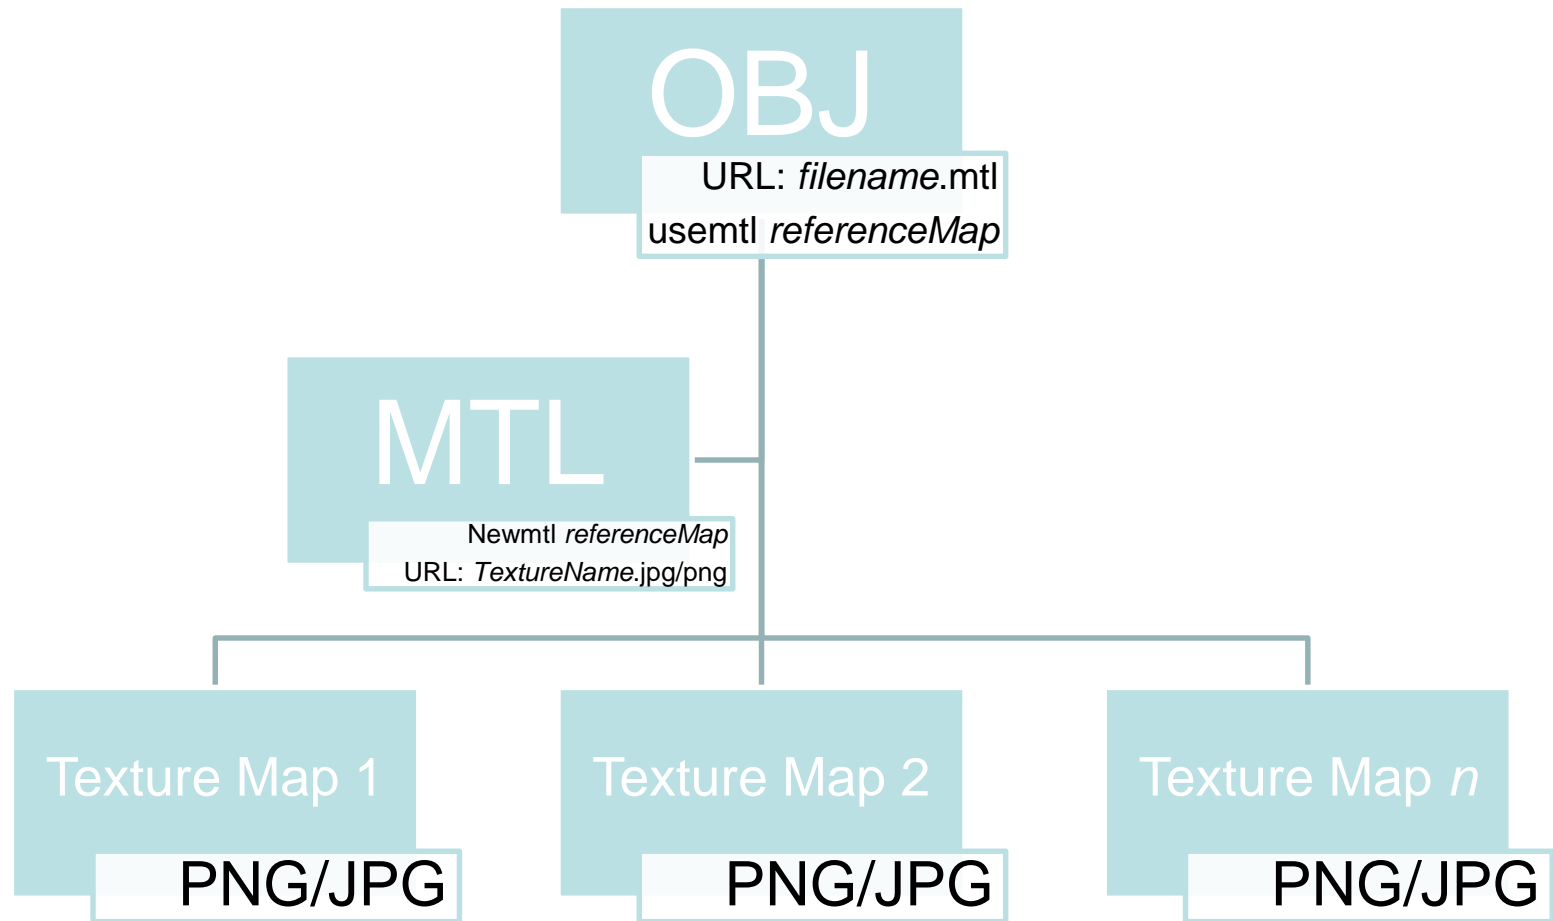 OBJ
URL: filename.mtl
usemtl referenceMap
MTL
Newmtl referenceMap
URL: TextureName.jpg/png
Texture Map 1
PNG/JPG
Texture Map 2
PNG/JPG
Texture Map n
PNG/JPG